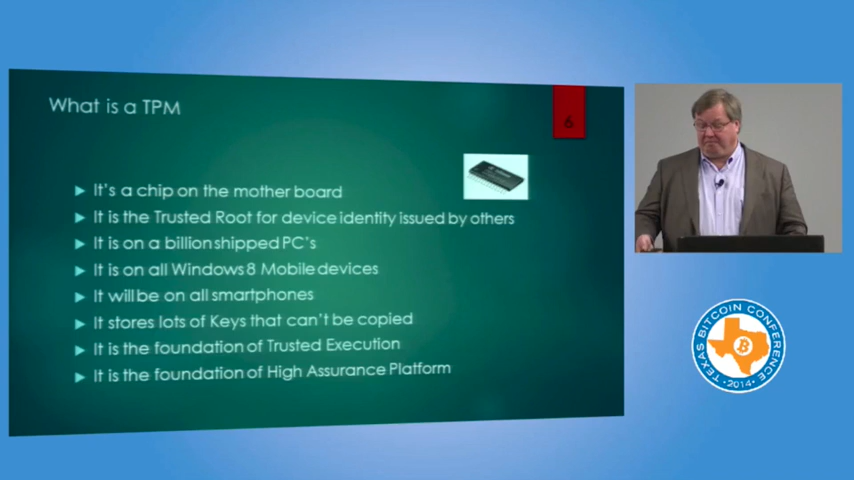 What is a TPM
6
It's a chip on the mother board
It is the Trusted Root for device identity issued by others
It is on a billion shipped PC's
It is on all Windows 8 Mobile devices
It will be on all smartphones
It stores lots of Keys that can't be copied
It is the foundation of Trusted Execution
It is the foundation of High Assurance Platform
TEXAS BITCOIN CONFERENCE
2014